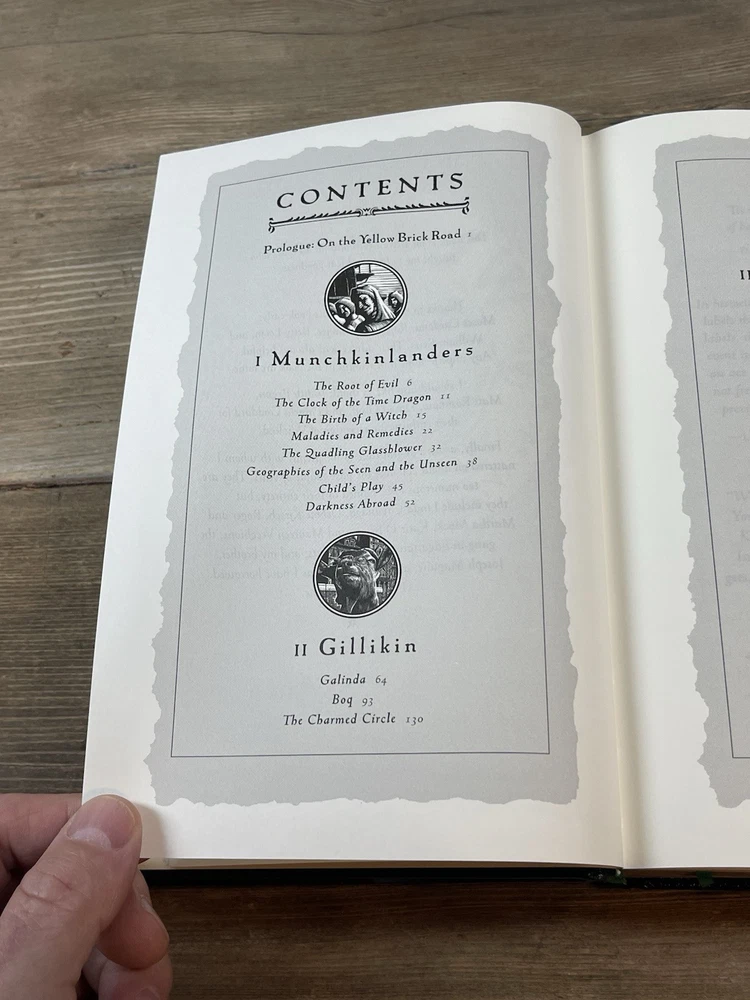 CONTENTS
Prologue: On the Yellow Brick Road 1
I Munchkinlanders
The Root of Evil 6
The Clock of the Time Dragon 11
The Birth of a Witch 15
Maladies and Remedies 22
The Quadling Glassblower 32
Geographies of the Seen and the Unseen 38
Child's Play 45
Darkness Abroad 52
II Gillikin
Galinda 64
Boq 93
The Charmed Circle 130